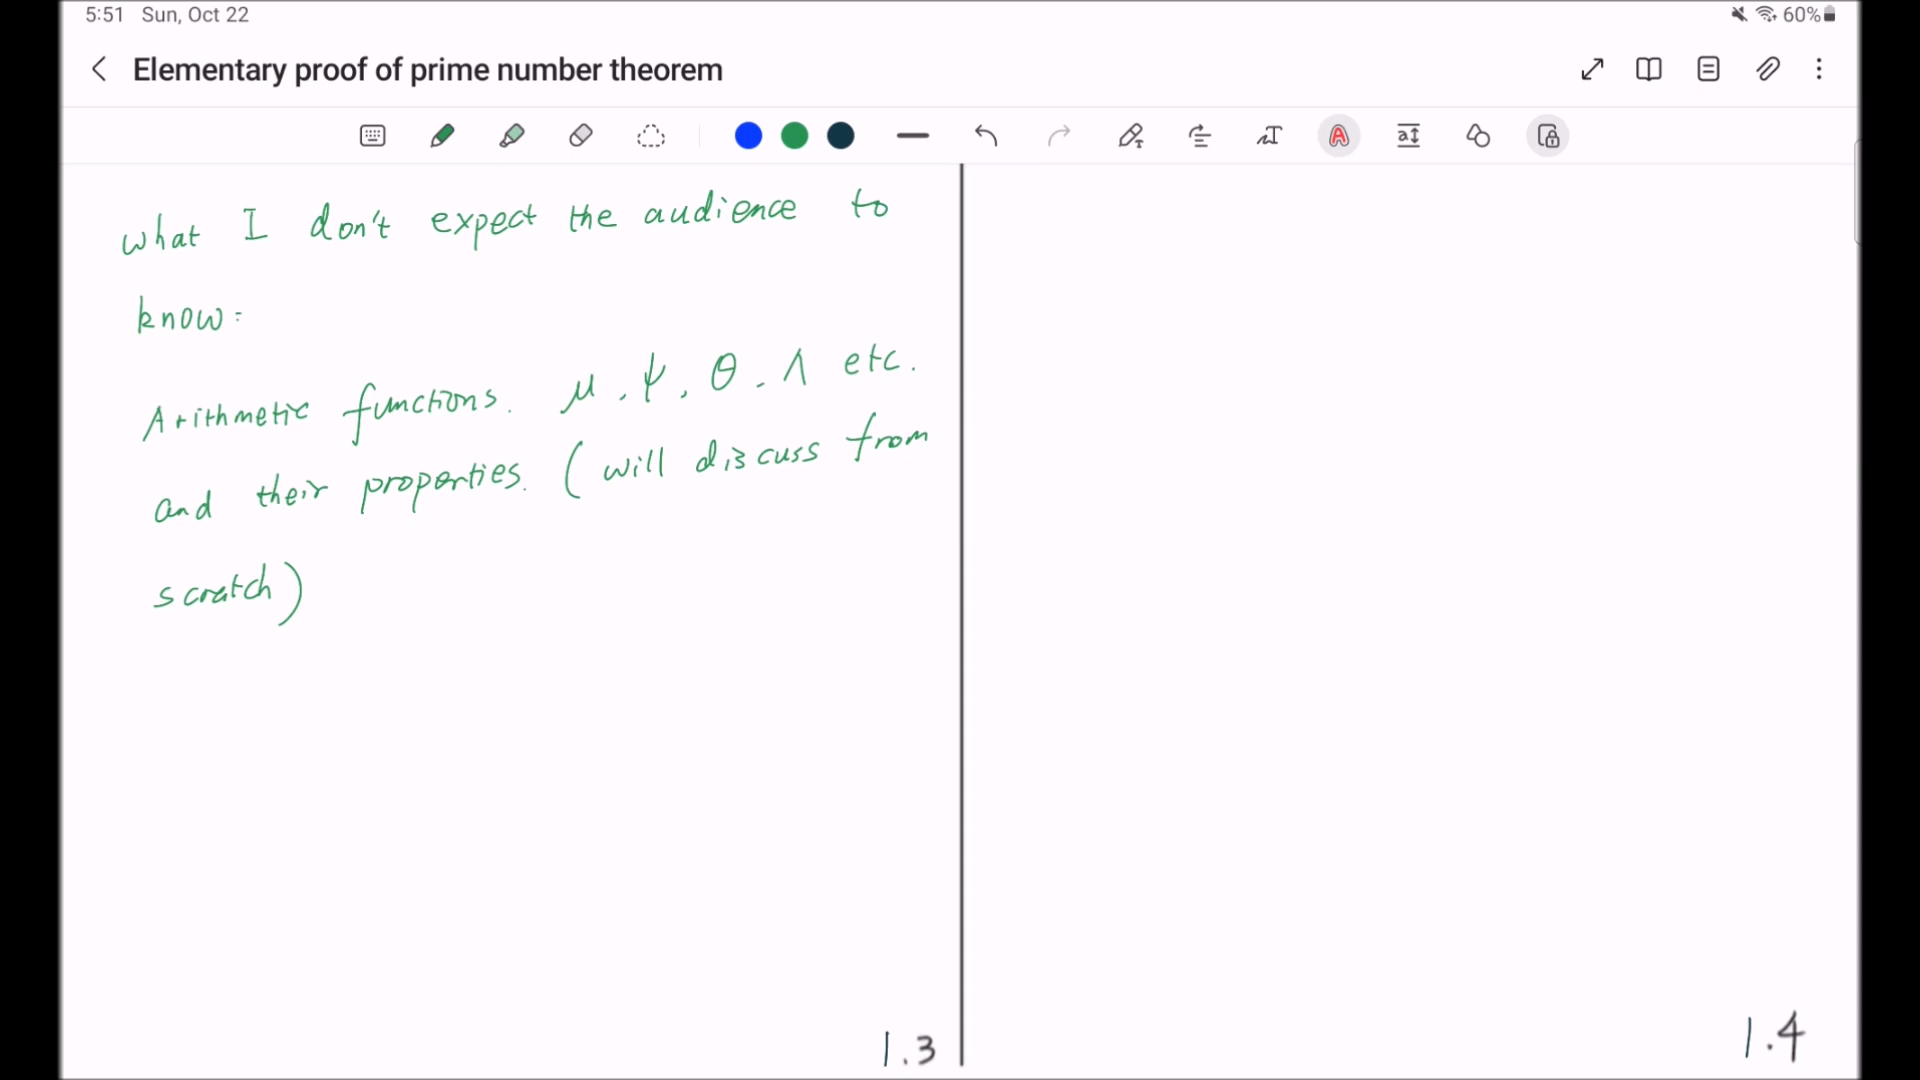 5:51 Sun, Oct 22 60%
Elementary proof of prime number theorem
what I don't expect the audience to
know:
Arithmetic functions. μ, ψ, θ, Λ etc.
and their properties. (will discuss from
scratch)
1.3
1.4